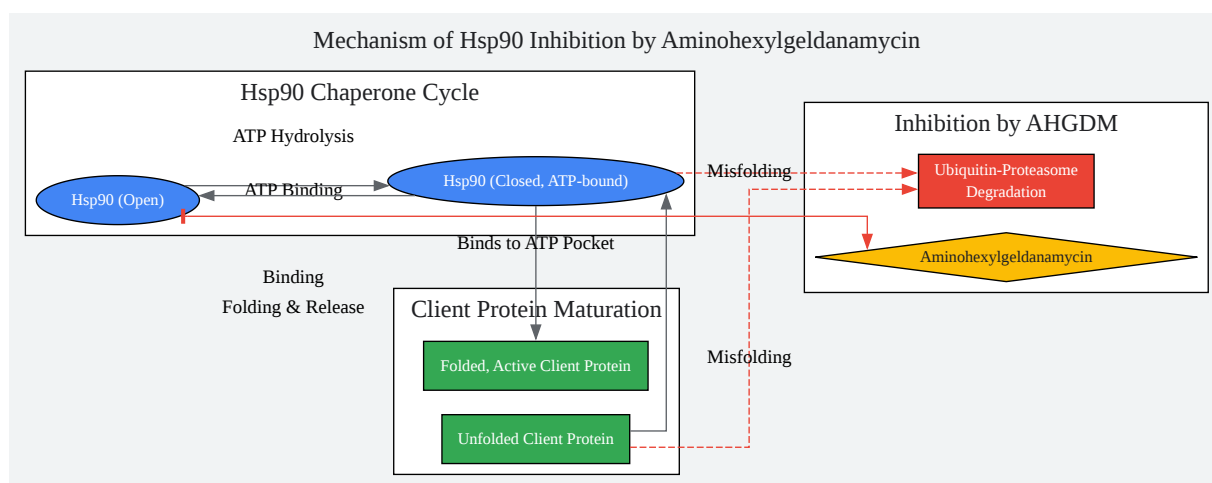 Mechanism of Hsp90 Inhibition by Aminohexylgeldanamycin
Hsp90 Chaperone Cycle
ATP Hydrolysis
Hsp90 (Open)
ATP Binding
Hsp90 (Closed, ATP-bound)
Misfolding
Inhibition by AHGDM
Ubiquitin-Proteasome
Degradation
Aminohexylgeldanamycin
Binds to ATP Pocket
Binding
Folding & Release
Client Protein Maturation
Folded, Active Client Protein
Misfolding
Unfolded Client Protein